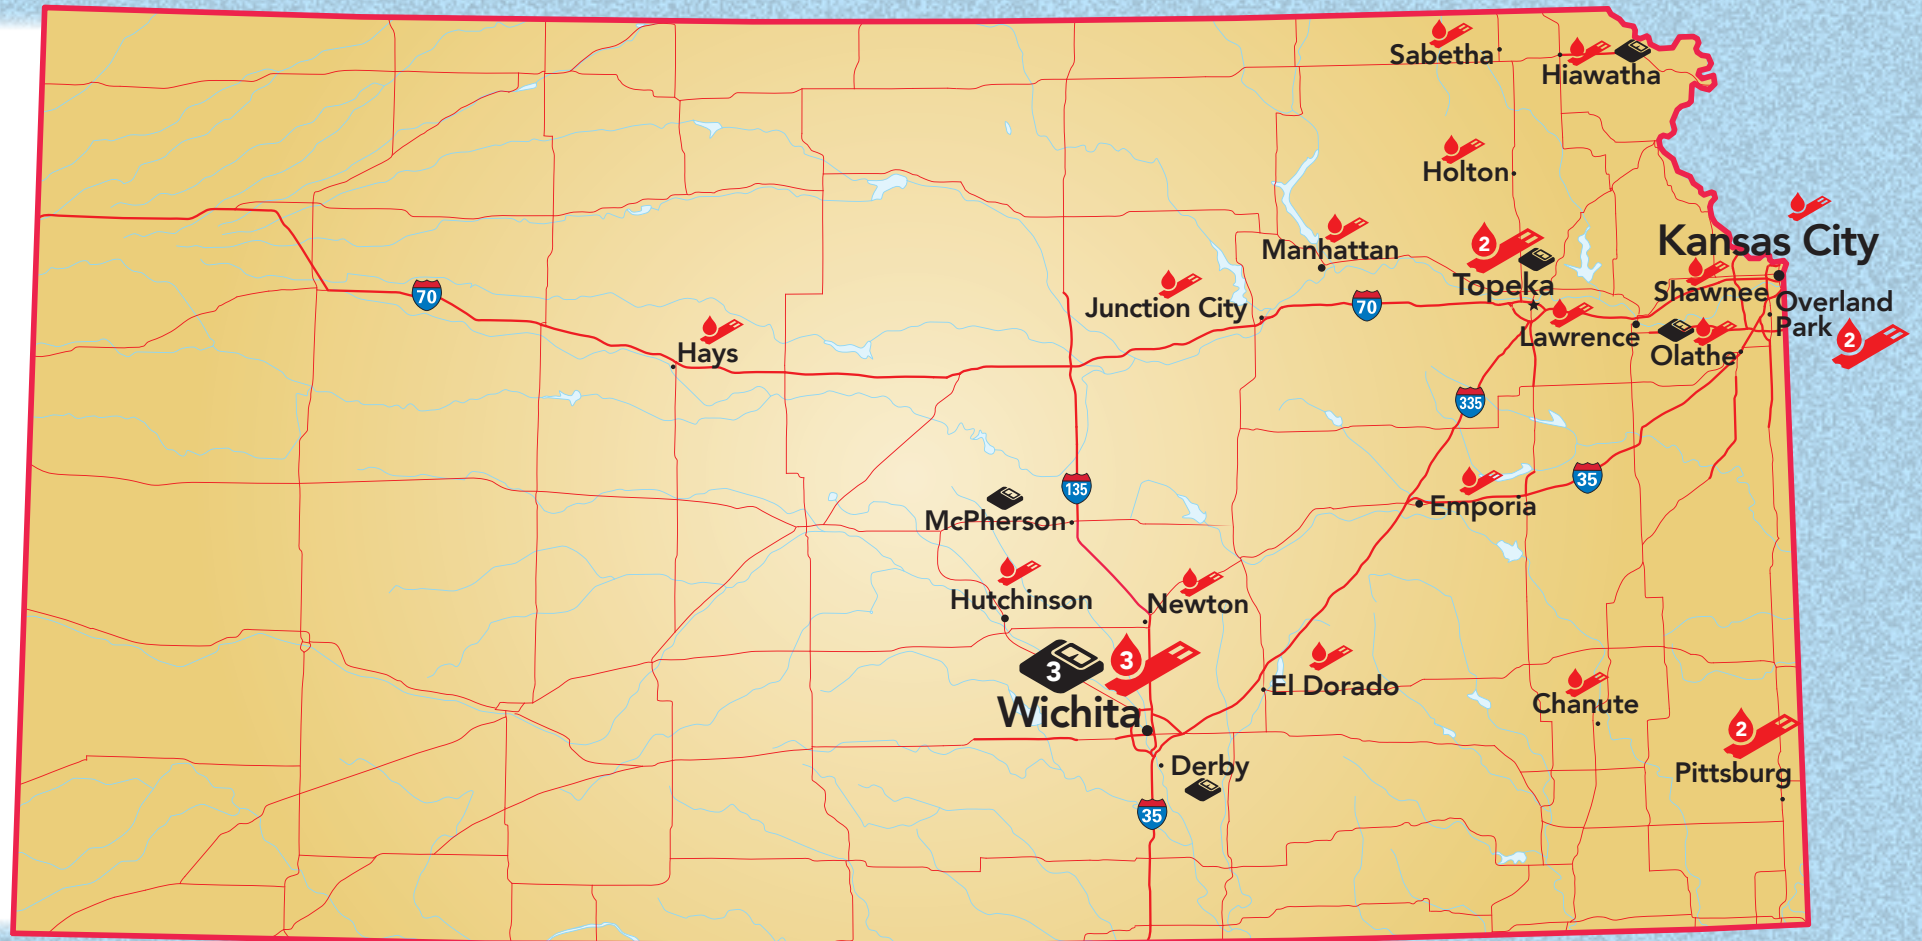 Sabetha
Hiawatha
Holton
Kansas City
2
Manhattan
Topeka
Shawnee
Junction City
70
70
Overland
Park
Lawrence
2
Olathe
Hays
335
135
35
McPherson
Emporia
Hutchinson
Newton
3
3
El Dorado
Wichita
Chanute
2
Derby
Pittsburg
35